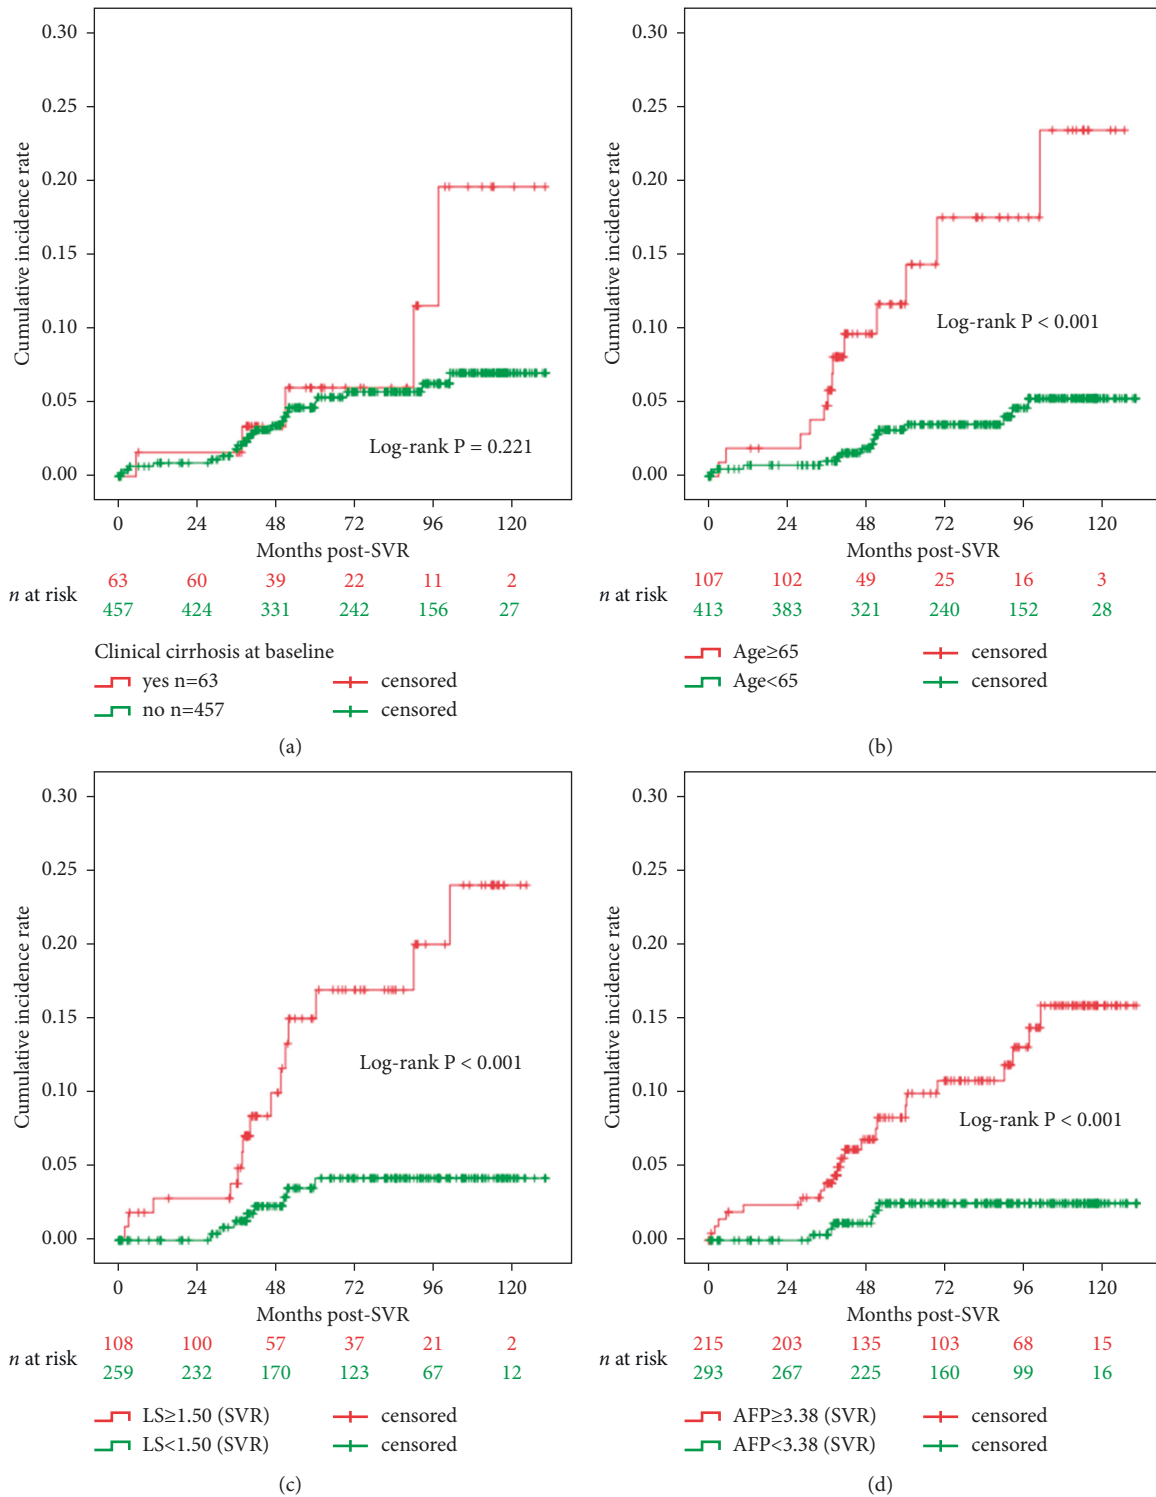 0.30
0.25
0.20
0.15
0.10
0.05
0.00
Cumulative incidence rate
Log-rank P = 0.221
0 24 48 72 96 120
Months post-SVR
n at risk
63 60 39 22 11 2
457 424 331 242 156 27
Clinical cirrhosis at baseline
yes n=63 censored
no n=457 censored
(a)
0.30
0.25
0.20
0.15
0.10
0.05
0.00
Cumulative incidence rate
Log-rank P < 0.001
0 24 48 72 96 120
Months post-SVR
n at risk
107 102 49 25 16 3
413 383 321 240 152 28
Age≥65 censored
Age<65 censored
(b)
0.30
0.25
0.20
0.15
0.10
0.05
0.00
Cumulative incidence rate
Log-rank P < 0.001
0 24 48 72 96 120
Months post-SVR
n at risk
108 100 57 37 21 2
259 232 170 123 67 12
LS≥1.50 (SVR) censored
LS<1.50 (SVR) censored
(c)
0.30
0.25
0.20
0.15
0.10
0.05
0.00
Cumulative incidence rate
Log-rank P < 0.001
0 24 48 72 96 120
Months post-SVR
n at risk
215 203 135 103 68 15
293 267 225 160 99 16
AFP≥3.38 (SVR) censored
AFP<3.38 (SVR) censored
(d)